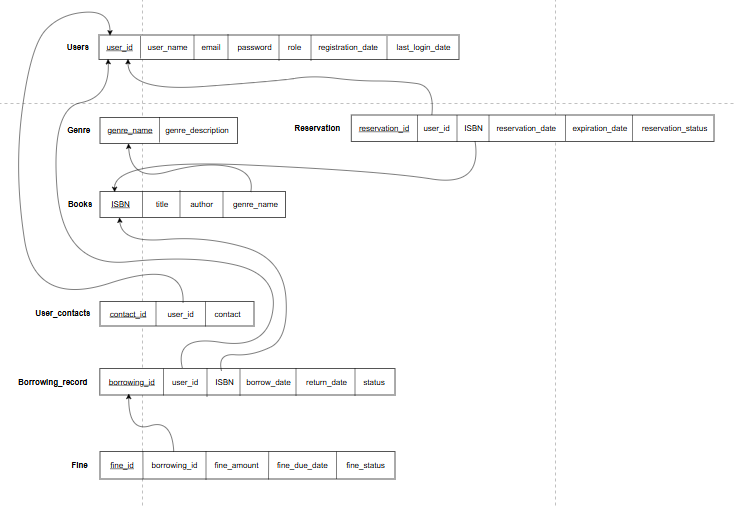 Users user_id user_name email password role registration_date last_login_date
Genre genre_name genre_description
Reservation reservation_id user_id ISBN reservation_date expiration_date reservation_status
Books ISBN title author genre_name
User_contacts contact_id user_id contact
Borrowing_record borrowing_id user_id ISBN borrow_date return_date status
Fine fine_id borrowing_id fine_amount fine_due_date fine_status